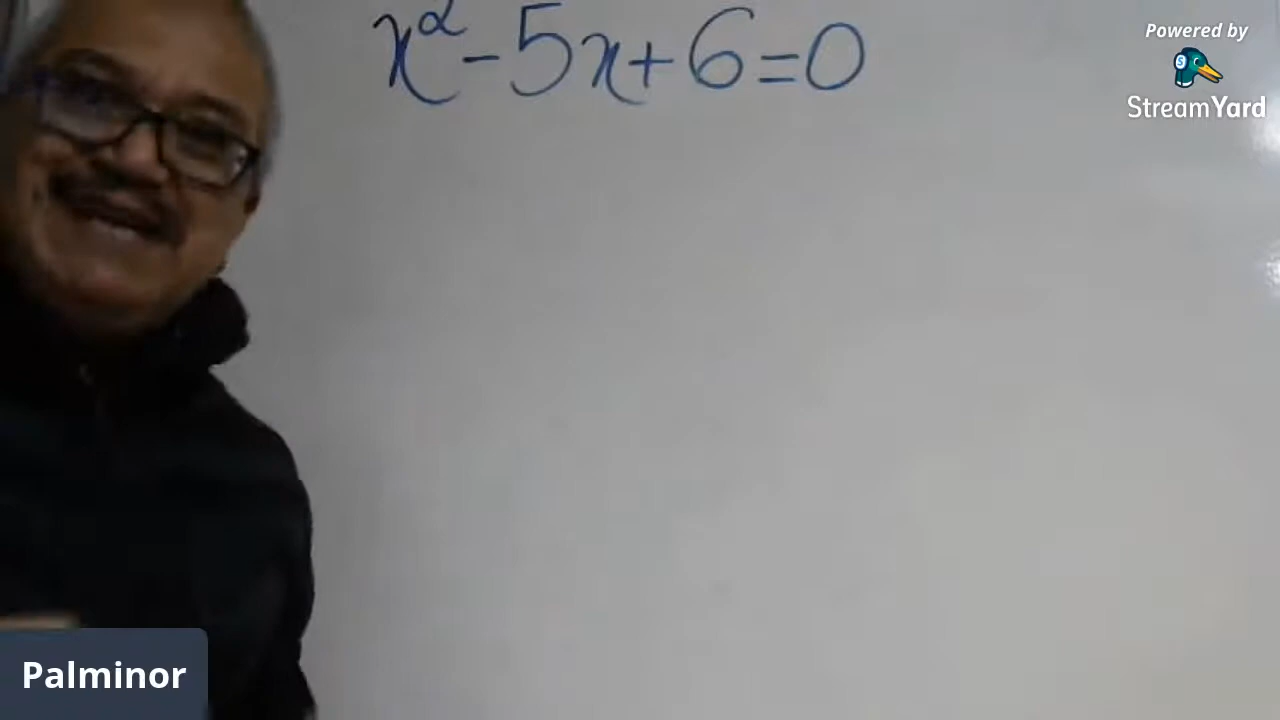 x² - 5x + 6 = 0
Powered by
StreamYard
Palminor